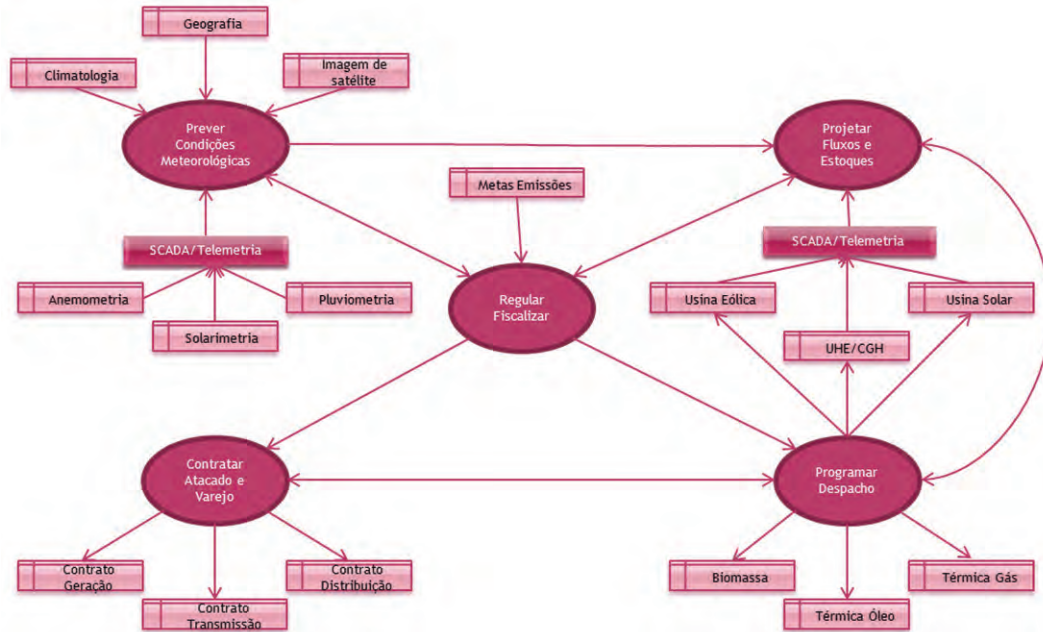 Geografia
Climatologia
Imagem de
satélite
Prever
Condições
Meteorológicas
Projetar
Fluxos e
Estoques
Metas Emissões
SCADA/Telemetria
SCADA/Telemetria
Anemometria
Pluviometria
Solarimetria
Regular
Fiscalizar
Usina Eólica
Usina Solar
UHE/CGH
Contratar
Atacado e
Varejo
Programar
Despacho
Contrato
Geração
Contrato
Distribuição
Contrato
Transmissão
Biomassa
Térmica Gás
Térmica Óleo